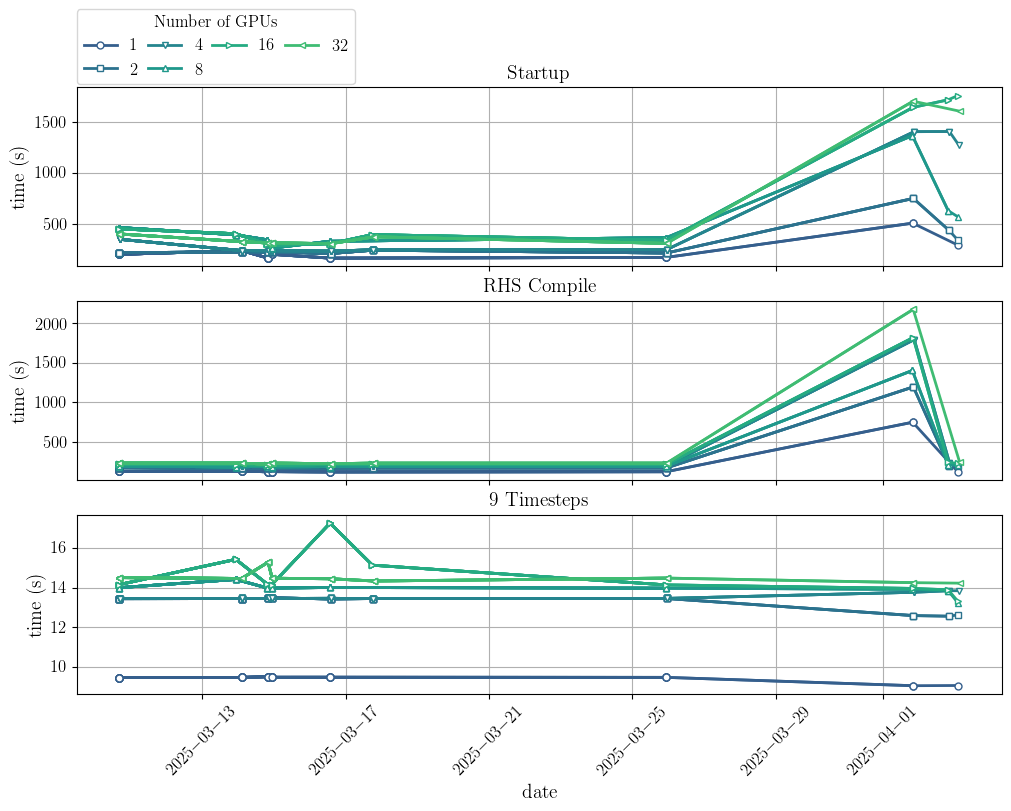 Number of GPUs
1 4 16 32
2 8
Startup
1500
1000
500
time (s)
RHS Compile
2000
1500
1000
500
time (s)
9 Timesteps
16
14
12
10
time (s)
2025−03−13 2025−03−17 2025−03−21 2025−03−25 2025−03−29 2025−04−01
date